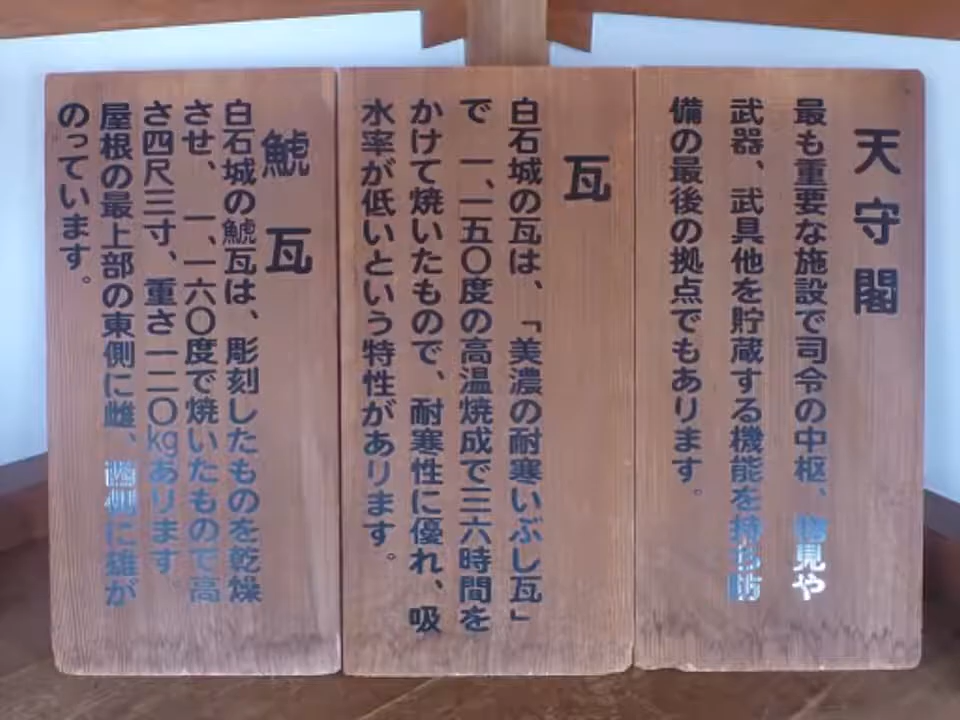 天守閣
最も重要な施設で司令の中枢、物見や
武器、武具他を貯蔵する機能を持ち防
備の最後の拠点でもあります。
瓦
白石城の瓦は、「美濃の耐寒いぶし瓦」
で 一、一五〇度の高温焼成で三六時間を
かけて焼いたもので、耐寒性に優れ、吸
水率が低いという特性があります。
鯱瓦
白石城の鯱瓦は、彫刻したものを乾燥
させ、一、一六〇度で焼いたもので高
さ四尺三寸、重さ一二〇kgあります。
屋根の最上部の東側に雌、西側に雄が
のっています。